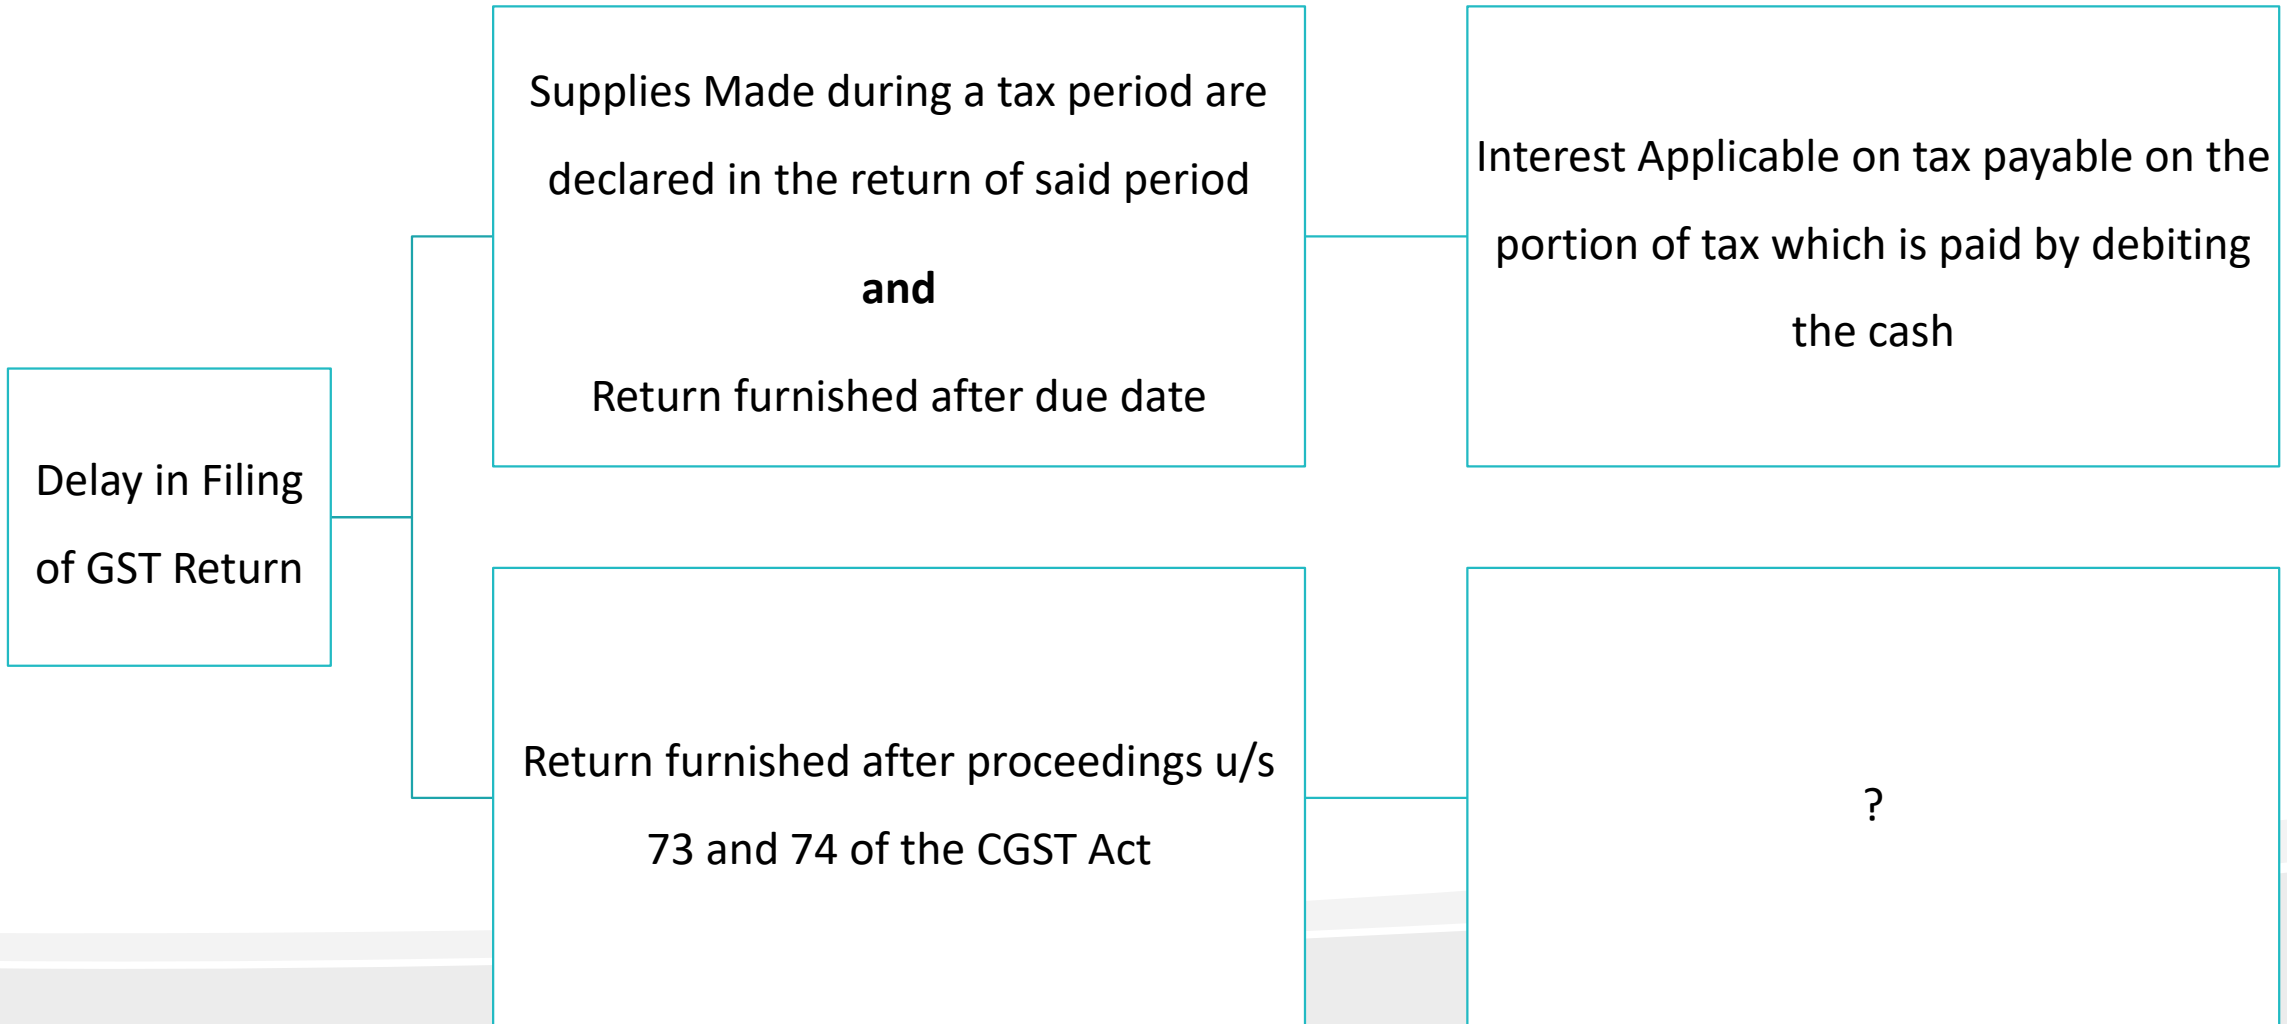 Delay in Filing
of GST Return
Supplies Made during a tax period are
declared in the return of said period
and
Return furnished after due date
Interest Applicable on tax payable on the
portion of tax which is paid by debiting
the cash
Return furnished after proceedings u/s
73 and 74 of the CGST Act
?